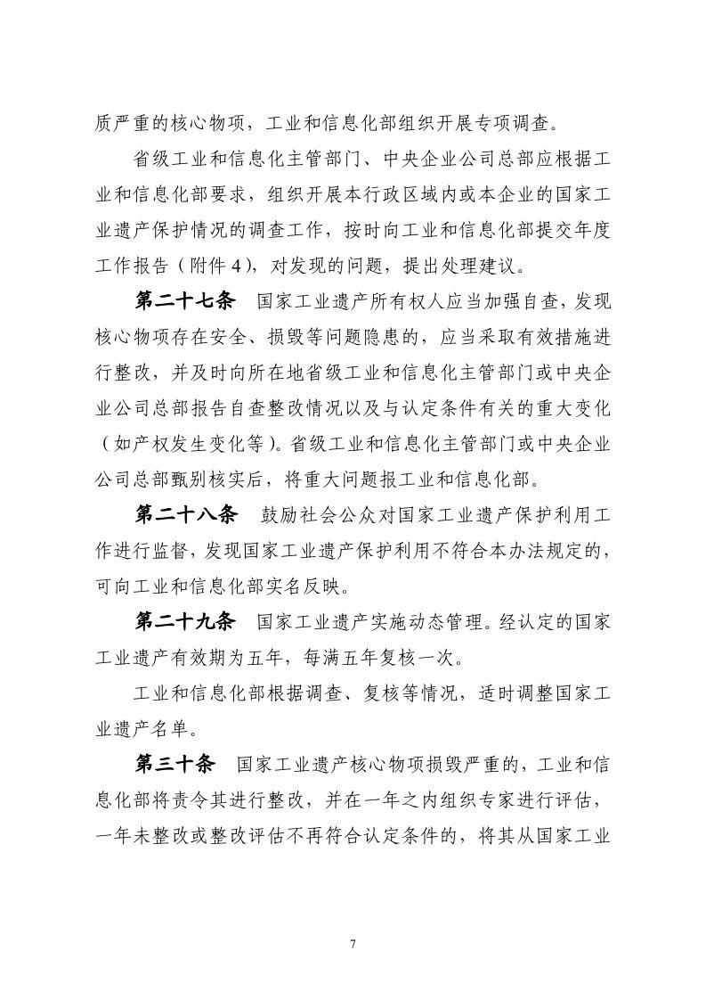 质严重的核心物项，工业和信息化部组织开展专项调查。
省级工业和信息化主管部门、中央企业公司总部应根据工
业和信息化部要求，组织开展本行政区域内或本企业的国家工
业遗产保护情况的调查工作，按时向工业和信息化部提交年度
工作报告（附件 4），对发现的问题，提出处理建议。
第二十七条　国家工业遗产所有权人应当加强自查，发现
核心物项存在安全、损毁等问题隐患的，应当采取有效措施进
行整改，并及时向所在地省级工业和信息化主管部门或中央企
业公司总部报告自查整改情况以及与认定条件有关的重大变化
（如产权发生变化等）。省级工业和信息化主管部门或中央企业
公司总部甄别核实后，将重大问题报工业和信息化部。
第二十八条　鼓励社会公众对国家工业遗产保护利用工
作进行监督，发现国家工业遗产保护利用不符合本办法规定的，
可向工业和信息化部实名反映。
第二十九条　国家工业遗产实施动态管理。经认定的国家
工业遗产有效期为五年，每满五年复核一次。
工业和信息化部根据调查、复核等情况，适时调整国家工
业遗产名单。
第三十条　国家工业遗产核心物项损毁严重的，工业和信
息化部将责令其进行整改，并在一年之内组织专家进行评估，
一年未整改或整改评估不再符合认定条件的，将其从国家工业
7